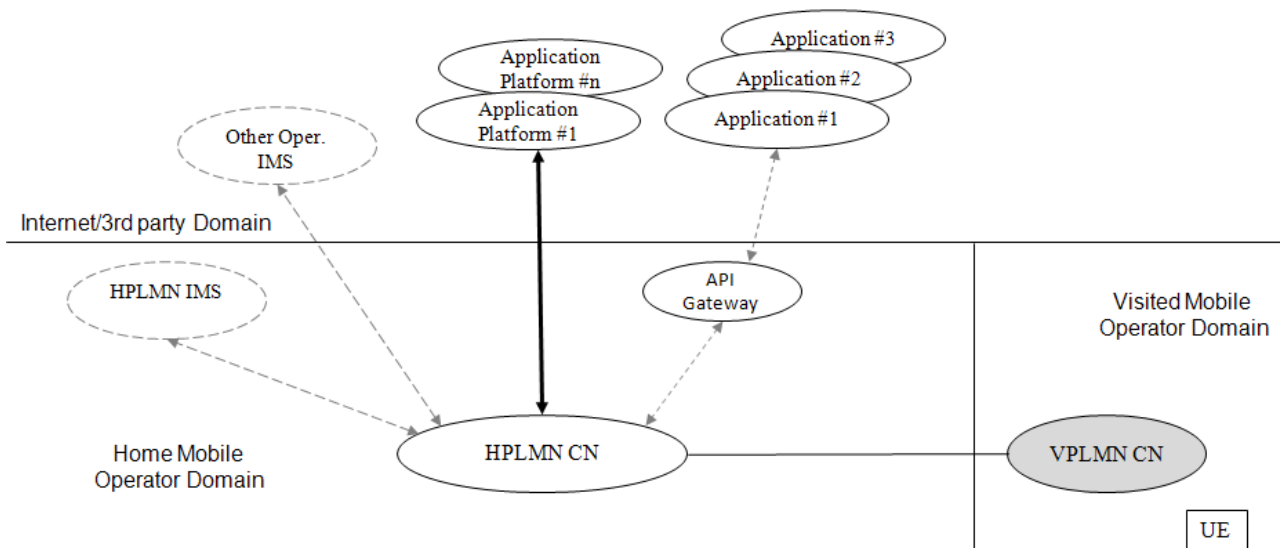 Application #3
Application
Platform #n
Application #2
Application
Platform #1
Application #1
Other Oper.
IMS
Internet/3rd party Domain
HPLMN IMS
API
Gateway
Visited Mobile
Operator Domain
Home Mobile
Operator Domain
HPLMN CN
VPLMN CN
UE